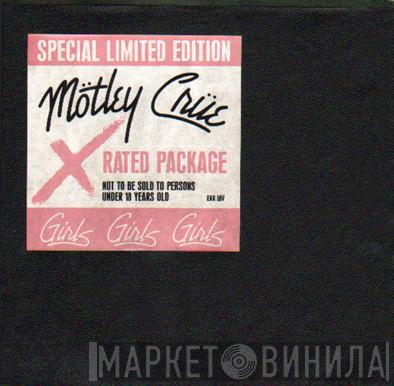 SPECIAL LIMITED EDITION
Mötley Crüe
X RATED PACKAGE
NOT TO BE SOLD TO PERSONS
UNDER 18 YEARS OLD
EKR 59V
Girls Girls Girls
МАРКЕТ ВИНИЛА